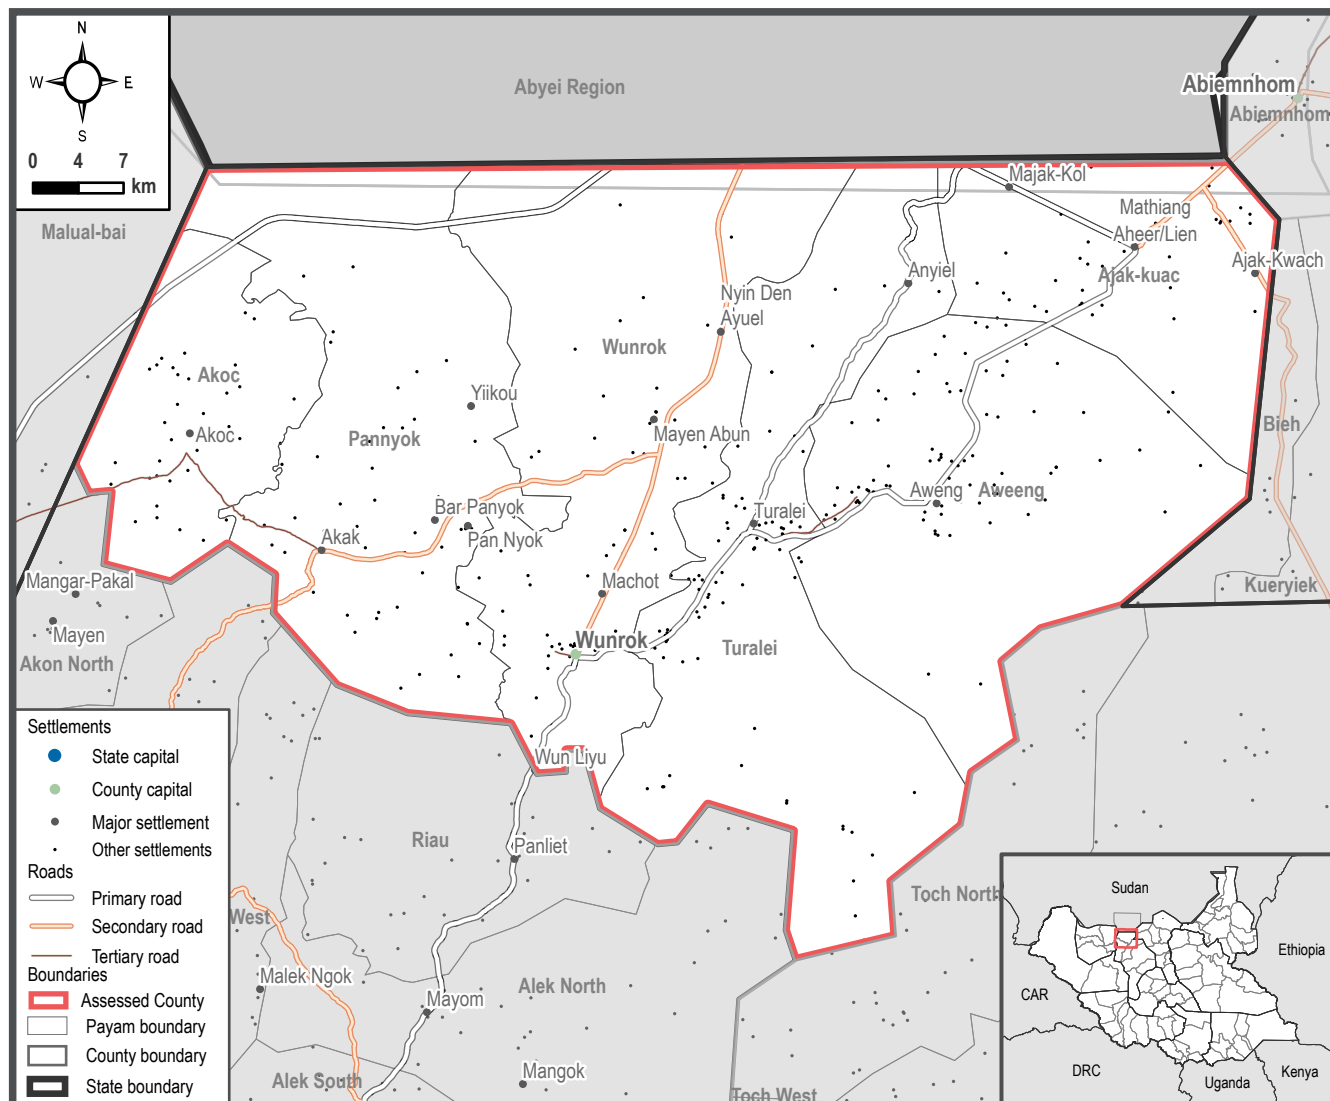 N
W
E
S
0 4 7
km
Abyei Region
Abiemnhom
Abiemnhom
Malual-bai
Majak-Kol
Mathiang
Aheer/Lien
Ajak-Kwach
Ajak-kuac
Anyiel
Nyin Den
Ayuel
Wunrok
Akoc
Yiikou
Akoc
Pannyok
Mayen Abun
Bieh
Aweng
Aweeng
Bar Panyok
Turalei
Pan Nyok
Akak
Mangar-Pakal
Machot
Kueryiek
Mayen
Wunrok
Turalei
Akon North
Wun Liyu
Settlements
State capital
County capital
Major settlement
Other settlements
Roads
Primary road
Secondary road
Tertiary road
Boundaries
Assessed County
Payam boundary
County boundary
State boundary
Riau
Panliet
Toch North
West
Malek Ngok
Alek North
Mayom
Alek South
Mangok
Toch West
Sudan
Ethiopia
CAR
DRC
Uganda
Kenya